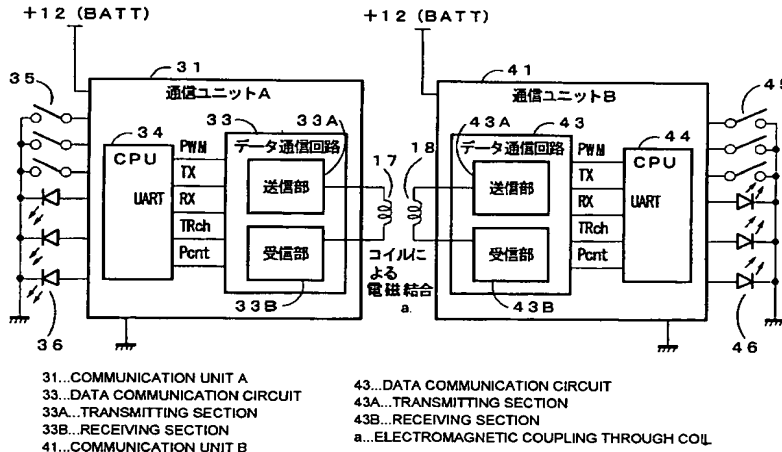 +12 (BATT)
+12 (BATT)
35
31
通信ユニットA
33
33A
34
CPU
UART
PWM
TX
RX
TRch
Pcnt
データ通信回路
送信部
受信部
33B
36
17
18
コイルに
よる
電磁結合
a
41
通信ユニットB
43A
43
44
45
データ通信回路
送信部
受信部
43B
PWM
TX
RX
TRch
Pcnt
CPU
UART
46
31...COMMUNICATION UNIT A
33...DATA COMMUNICATION CIRCUIT
33A...TRANSMITTING SECTION
33B...RECEIVING SECTION
41...COMMUNICATION UNIT B
43...DATA COMMUNICATION CIRCUIT
43A...TRANSMITTING SECTION
43B...RECEIVING SECTION
a...ELECTROMAGNETIC COUPLING THROUGH COIL